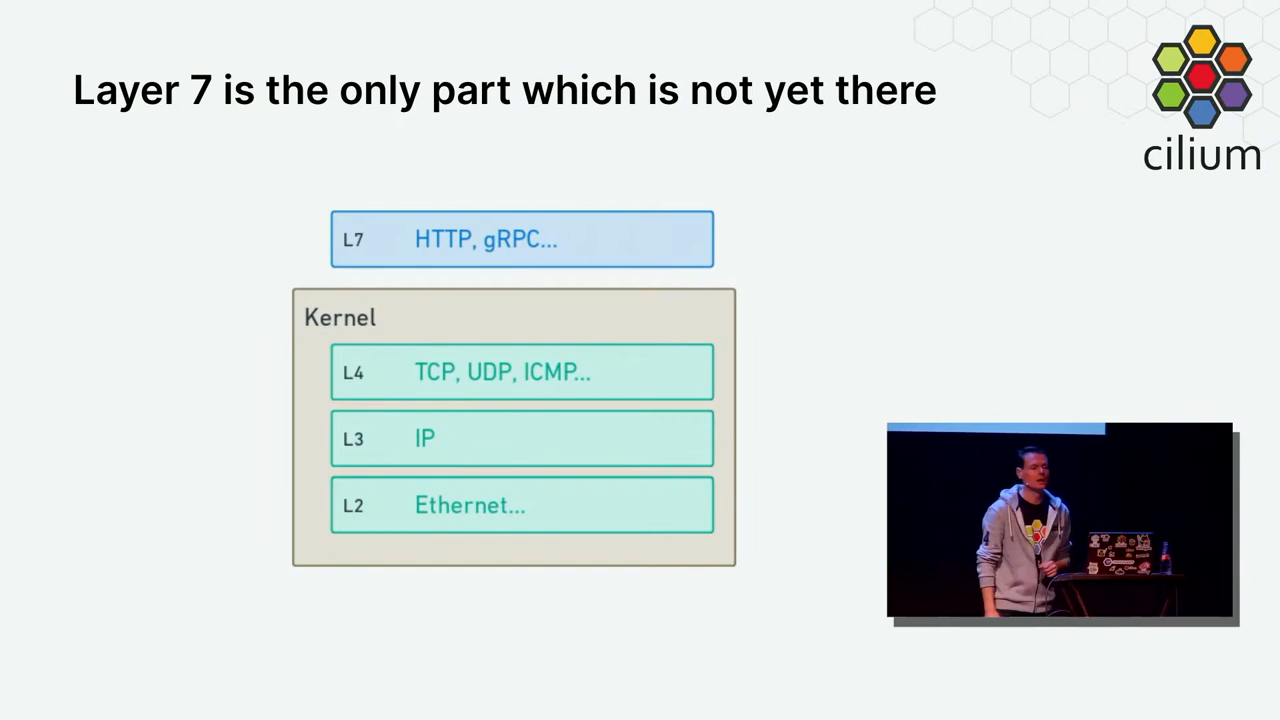 Layer 7 is the only part which is not yet there
cilium
L7 HTTP, gRPC...
Kernel
L4 TCP, UDP, ICMP...
L3 IP
L2 Ethernet...